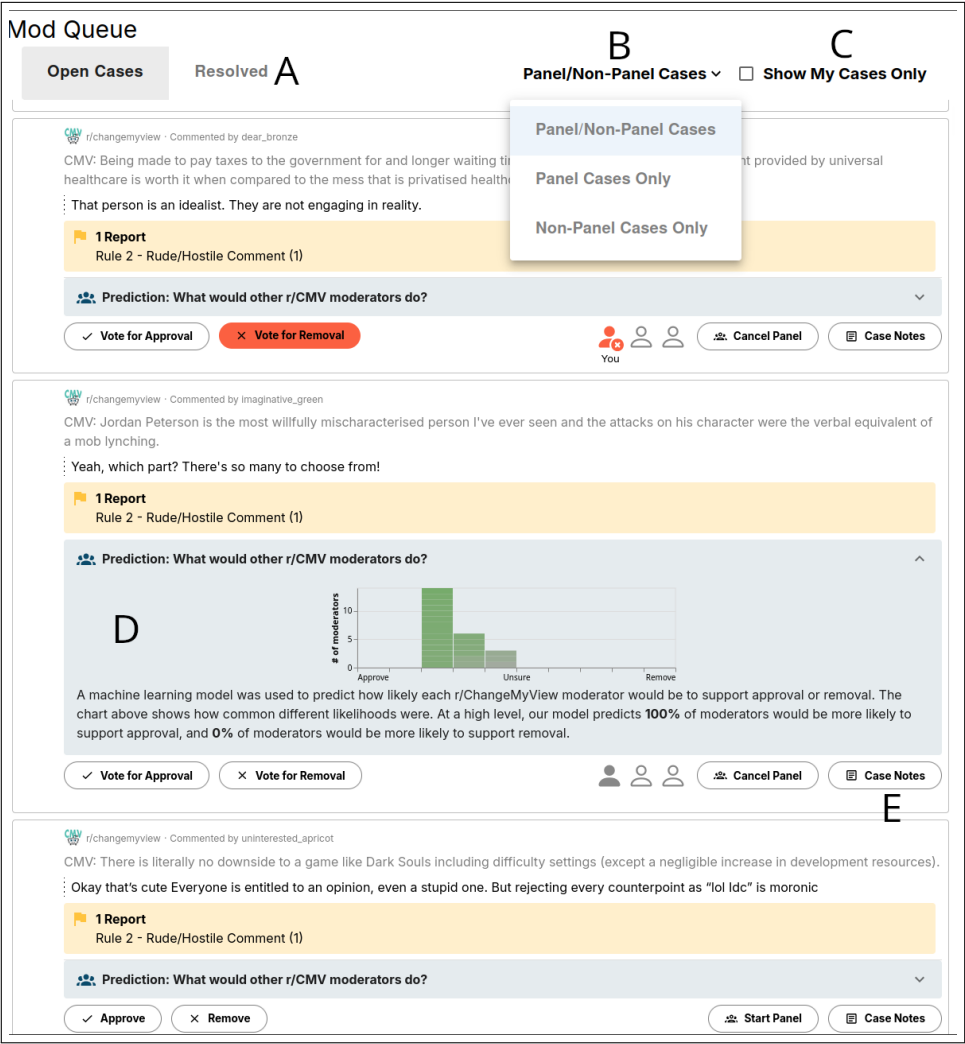 Mod Queue
Open Cases
Resolved
A
B
Panel/Non-Panel Cases
C
Show My Cases Only
Panel/Non-Panel Cases
Panel Cases Only
Non-Panel Cases Only
r/changemyview · Commented by dear_bronze
CMV: Being made to pay taxes to the government for and longer waiting ti nt provided by universal
healthcare is worth it when compared to the mess that is privatised health
That person is an idealist. They are not engaging in reality.
1 Report
Rule 2 - Rude/Hostile Comment (1)
Prediction: What would other r/CMV moderators do?
Vote for Approval
Vote for Removal
You
Cancel Panel
Case Notes
CMV
r/changemyview · Commented by imaginative_green
CMV: Jordan Peterson is the most willfully mischaracterised person I've ever seen and the attacks on his character were the verbal equivalent of
a mob lynching.
Yeah, which part? There's so many to choose from!
1 Report
Rule 2 - Rude/Hostile Comment (1)
Prediction: What would other r/CMV moderators do?
D
# of moderators
10
5
0
Approve
Unsure
Remove
A machine learning model was used to predict how likely each r/ChangeMyView moderator would be to support approval or removal. The
chart above shows how common different likelihoods were. At a high level, our model predicts 100% of moderators would be more likely to
support approval, and 0% of moderators would be more likely to support removal.
Vote for Approval
Vote for Removal
Cancel Panel
Case Notes
E
CMV
r/changemyview · Commented by uninterested_apricot
CMV: There is literally no downside to a game like Dark Souls including difficulty settings (except a negligible increase in development resources).
Okay that's cute Everyone is entitled to an opinion, even a stupid one. But rejecting every counterpoint as “lol Idc” is moronic
1 Report
Rule 2 - Rude/Hostile Comment (1)
Prediction: What would other r/CMV moderators do?
Approve
Remove
Start Panel
Case Notes